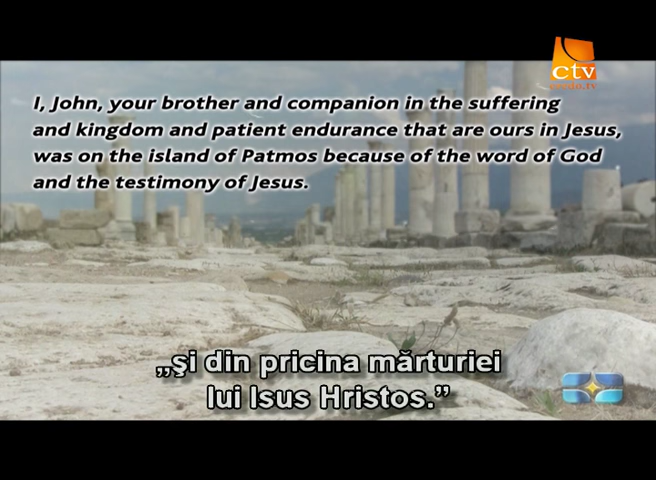 ctv
I, John, your brother and companion in the suffering
and kingdom and patient endurance that are ours in Jesus,
was on the island of Patmos because of the word of God
and the testimony of Jesus.
„şi din pricina mărturiei
lui Isus Hristos.”